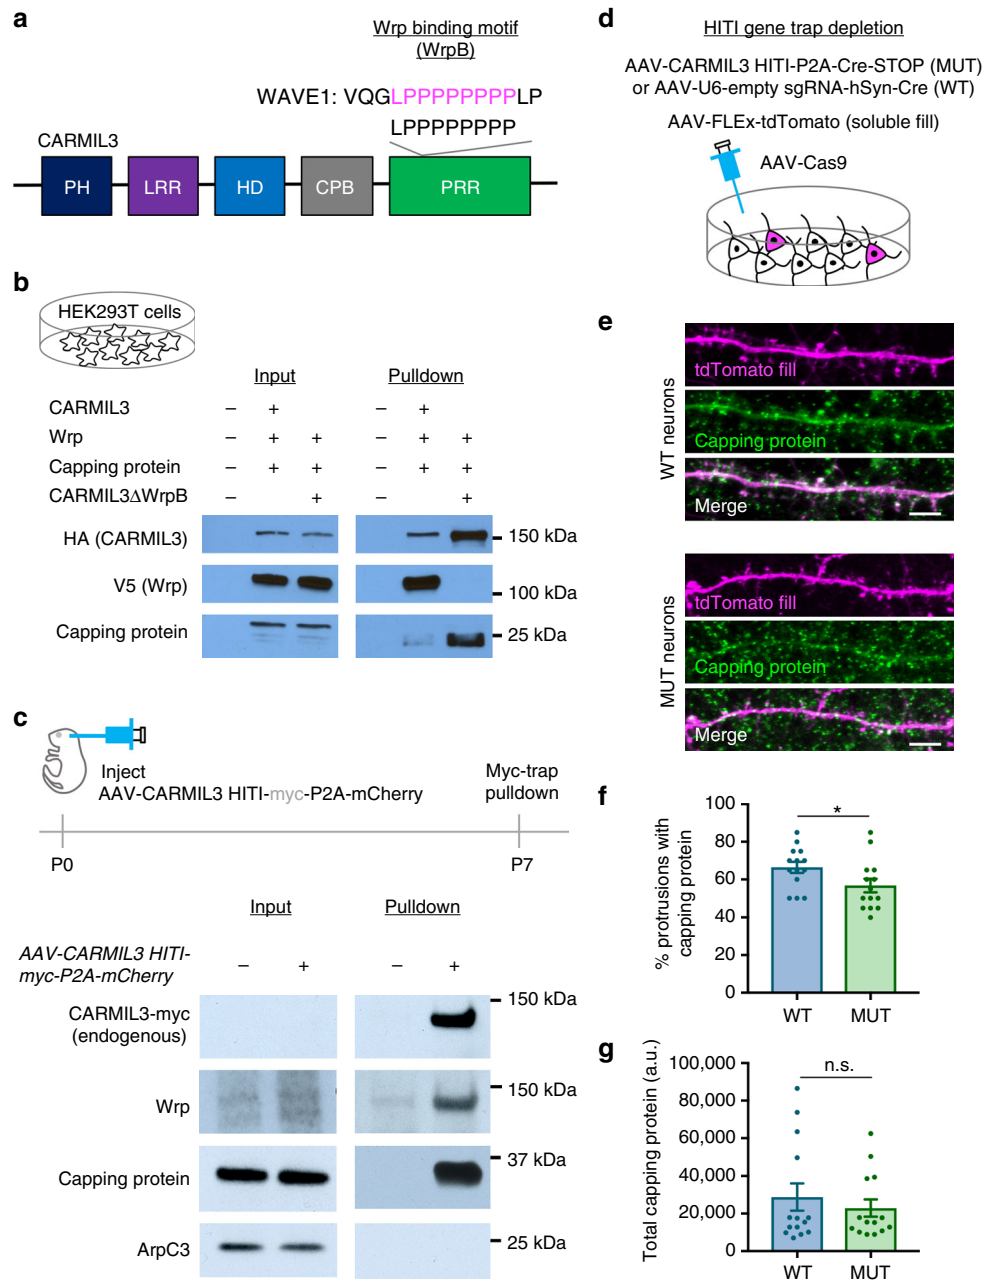 a
Wrp binding motif
(WrpB)
WAVE1: VQGLPPPPPPPPLP
LPPPPPPPP
CARMIL3
PH LRR HD CPB PRR
b
HEK293T cells
Input Pulldown
CARMIL3 – + – +
Wrp – + + – + +
Capping protein – + + – + +
CARMIL3ΔWrpB – + – +
HA (CARMIL3) 150 kDa
V5 (Wrp) 100 kDa
Capping protein 25 kDa
c
Inject
AAV-CARMIL3 HITI-myc-P2A-mCherry
Myc-trap
pulldown
P0 P7
Input Pulldown
AAV-CARMIL3 HITI-
myc-P2A-mCherry – + – +
CARMIL3-myc
(endogenous) 150 kDa
Wrp 150 kDa
Capping protein 37 kDa
ArpC3 25 kDa
d
HITI gene trap depletion
AAV-CARMIL3 HITI-P2A-Cre-STOP (MUT)
or AAV-U6-empty sgRNA-hSyn-Cre (WT)
AAV-FLEx-tdTomato (soluble fill)
AAV-Cas9
e
WT neurons
tdTomato fill
Capping protein
Merge
MUT neurons
tdTomato fill
Capping protein
Merge
f
% protrusions with
capping protein
100
80
60
40
20
0
*
WT MUT
g
Total capping protein (a.u.)
100,000
80,000
60,000
40,000
20,000
0
n.s.
WT MUT